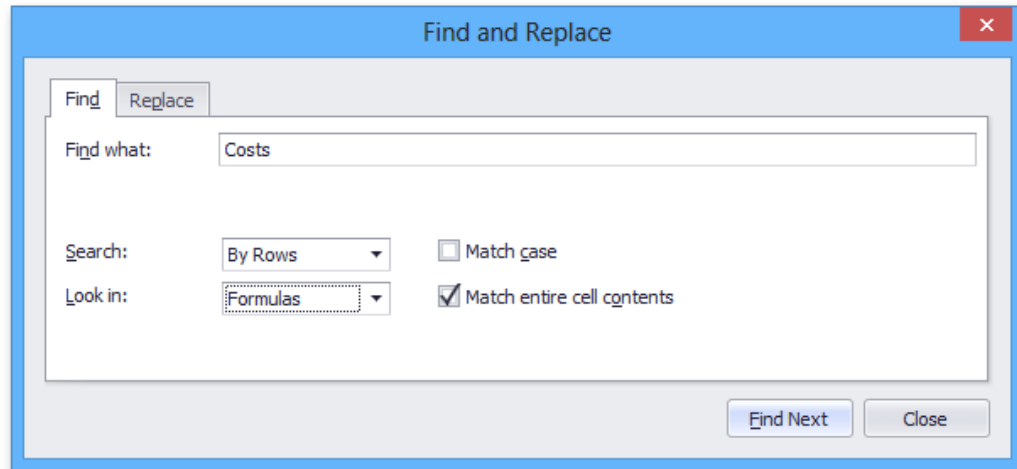 Find and Replace
Find Replace
Find what: Costs
Search: By Rows Match case
Look in: Formulas Match entire cell contents
Find Next Close